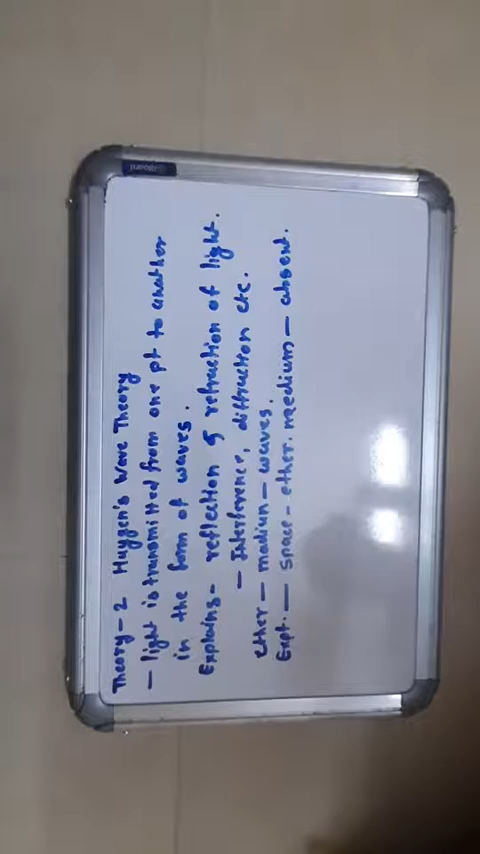 Theory-2 Huygen's Wave Theory
- light is transmitted from one pt to another
in the form of waves.
Explains- reflection & refraction of light.
- Interference, diffraction etc.
ether - medium - waves.
Expt. - space - ether. medium - absent.